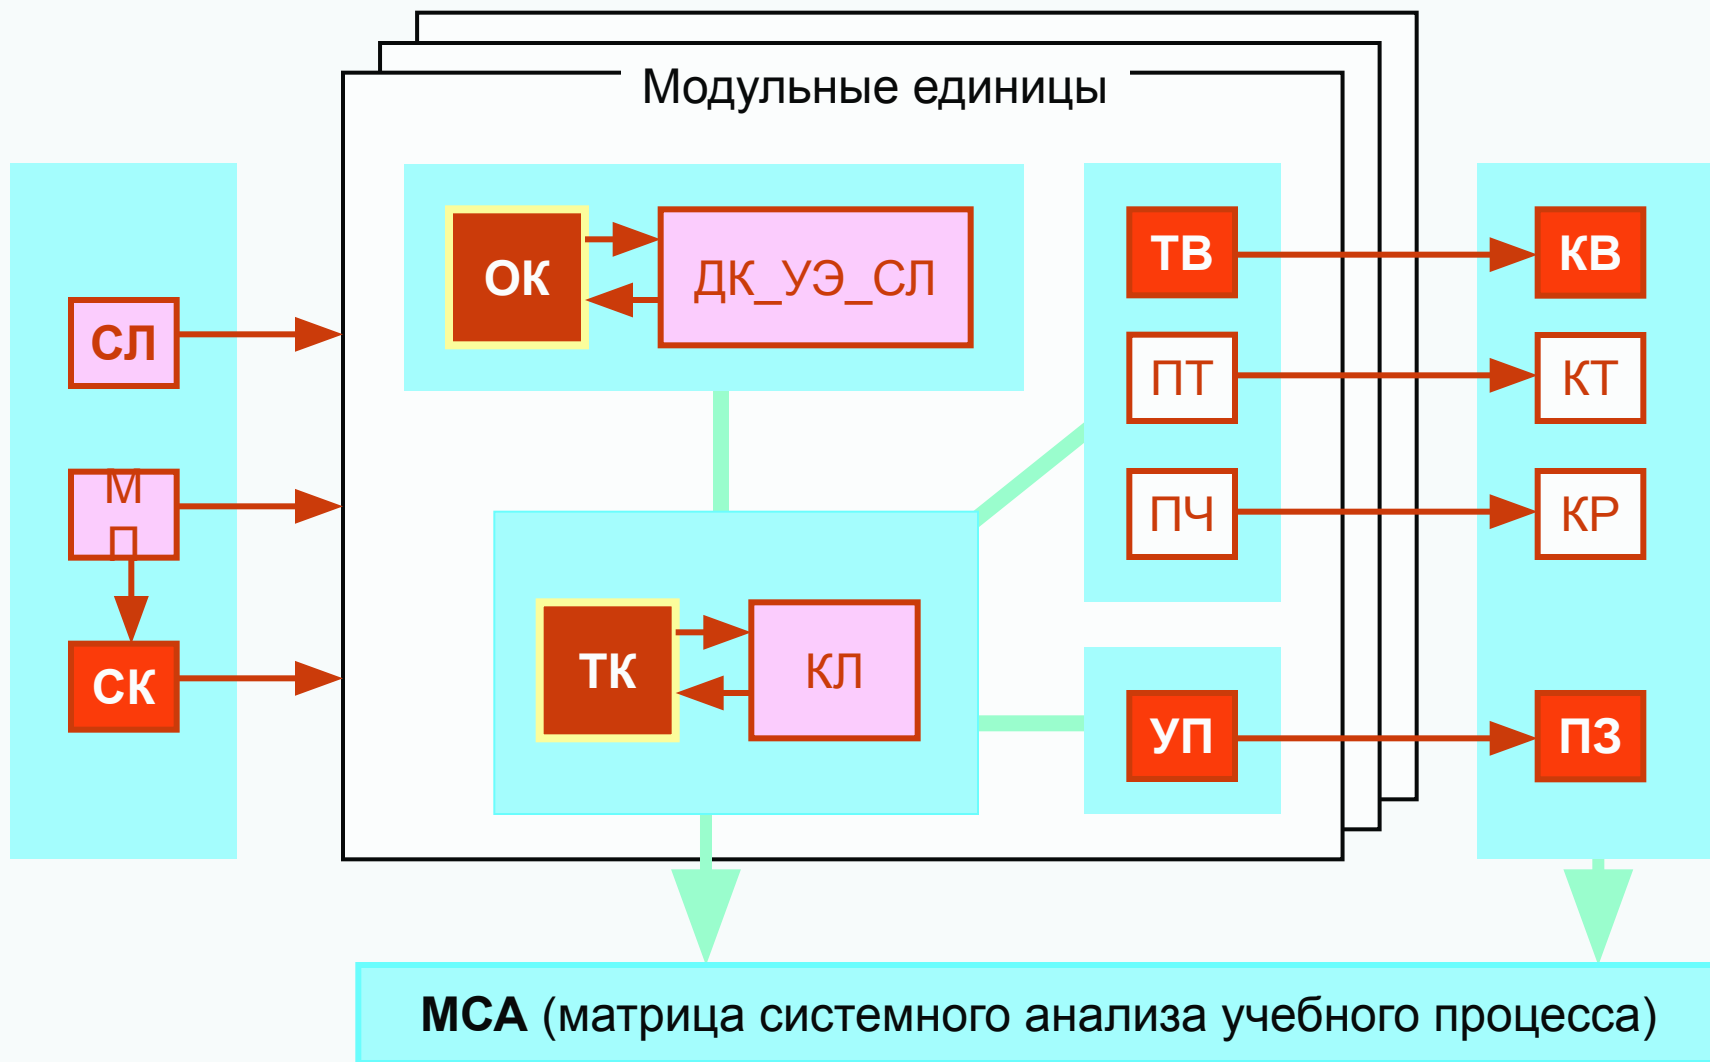 Модульные единицы
СЛ
М
П
СК
ОК
ДК_УЭ_СЛ
ТК
КЛ
ТВ
ПТ
ПЧ
УП
КВ
КТ
КР
ПЗ
МСА (матрица системного анализа учебного процесса)